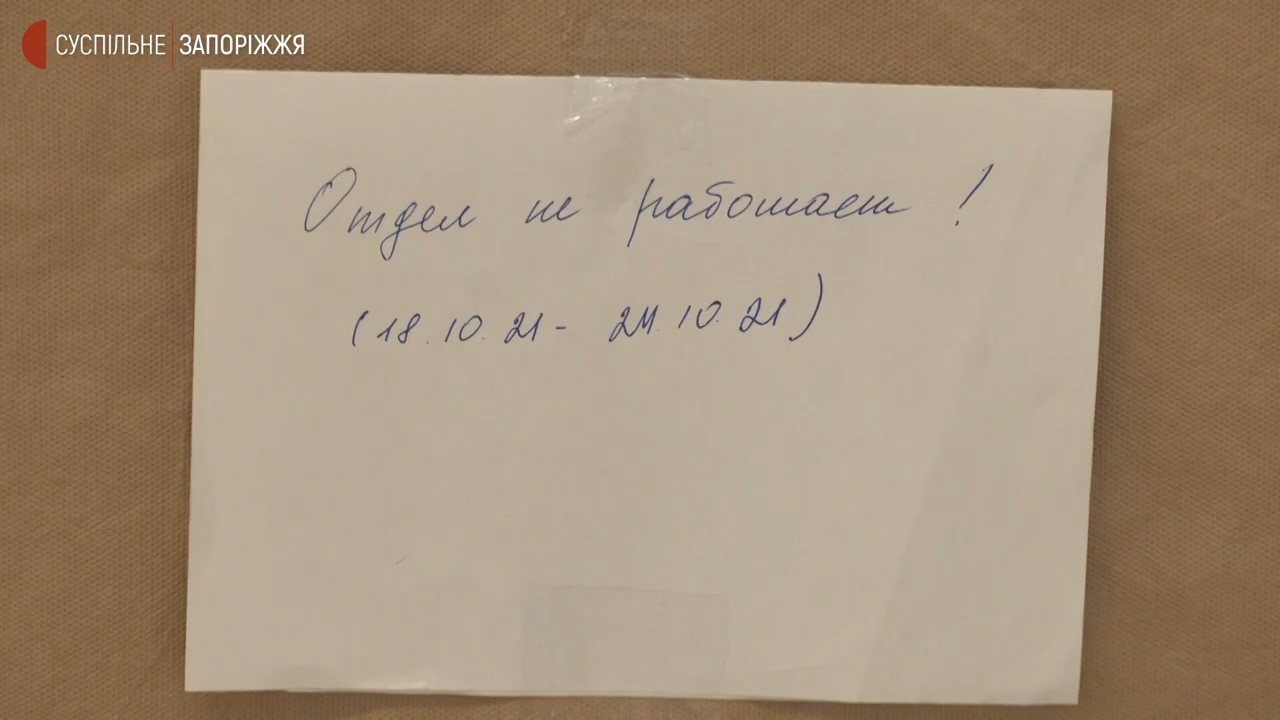 СУСПІЛЬНЕ ЗАПОРІЖЖЯ
Отдел не работает !
(18.10.21- 24.10.21)